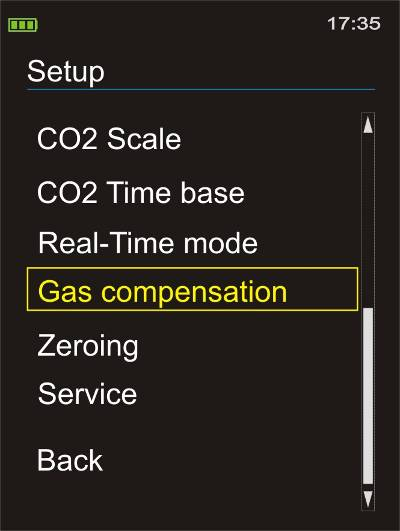 17:35
Setup
CO2 Scale
CO2 Time base
Real-Time mode
Gas compensation
Zeroing
Service
Back